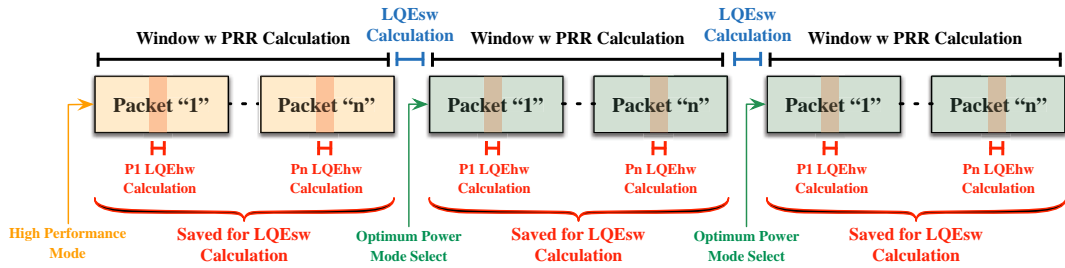 LQEsw
Calculation
LQEsw
Calculation
Window w PRR Calculation
Window w PRR Calculation
Window w PRR Calculation
Packet “1”
Packet “n”
Packet “1”
Packet “n”
Packet “1”
Packet “n”
P1 LQEhw
Calculation
Pn LQEhw
Calculation
P1 LQEhw
Calculation
Pn LQEhw
Calculation
P1 LQEhw
Calculation
Pn LQEhw
Calculation
High Performance
Mode
Saved for LQEsw
Calculation
Optimum Power
Mode Select
Saved for LQEsw
Calculation
Optimum Power
Mode Select
Saved for LQEsw
Calculation